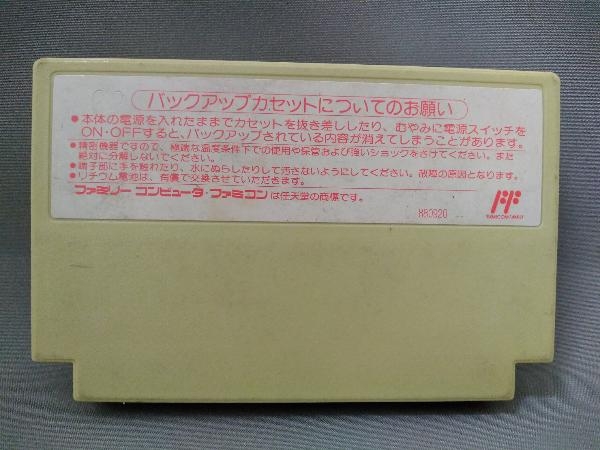 バックアップカセットについてのお願い
●本体の電源を入れたままでカセットを抜き差ししたり、むやみに電源スイッチを
ON・OFFすると、バックアップされている内容が消えてしまうことがあります。
●精密機器ですので、極端な温度条件下での使用や保管および強いショックをさけてください。また
絶対に分解しないでください。
●端子部に手を触れたり、水にぬらしたりして汚さないようにしてください。故障の原因となります。
●リチウム電池は、有償で交換させていただきます。
ファミリーコンピュータ・ファミコンは任天堂の商標です。
880920